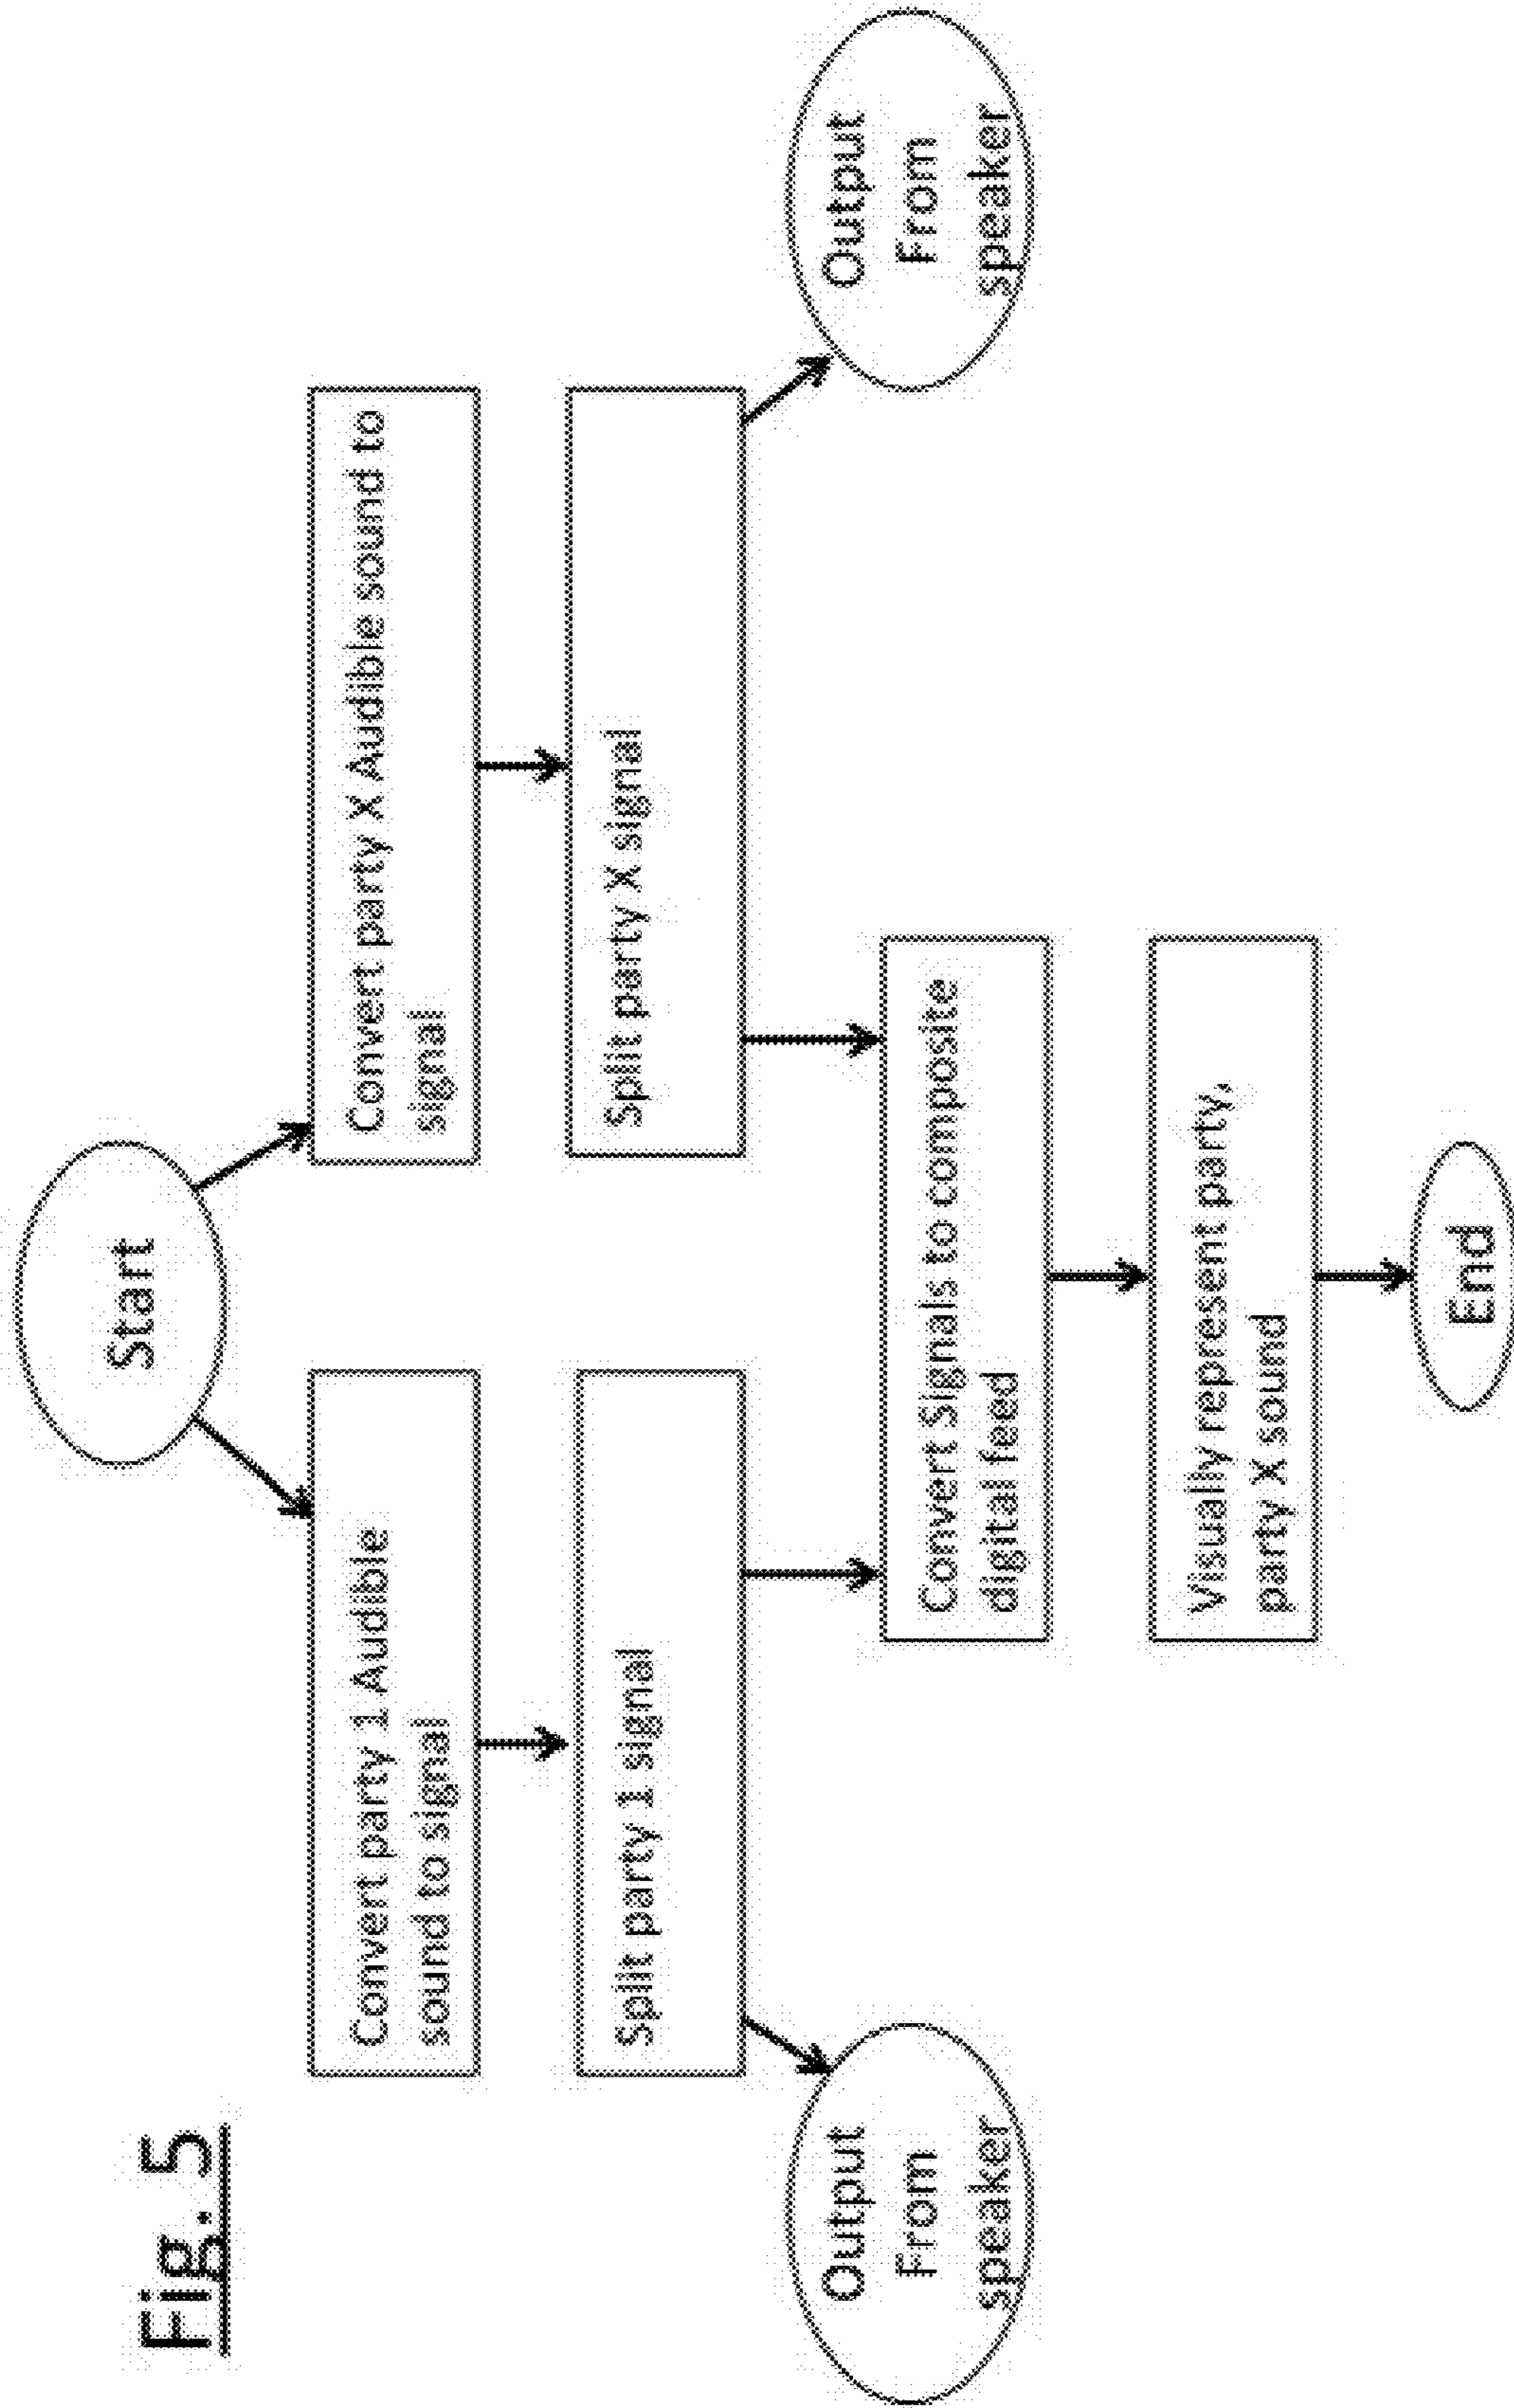 Fig. 5
Start
Convert party 1 Audible
sound to signal
Convert party X Audible sound to
signal
Split party 1 signal
Split party X signal
Output
From
speaker
Output
From
speaker
Convert Signals to composite
digital feed
Visually represent party,
party X sound
End